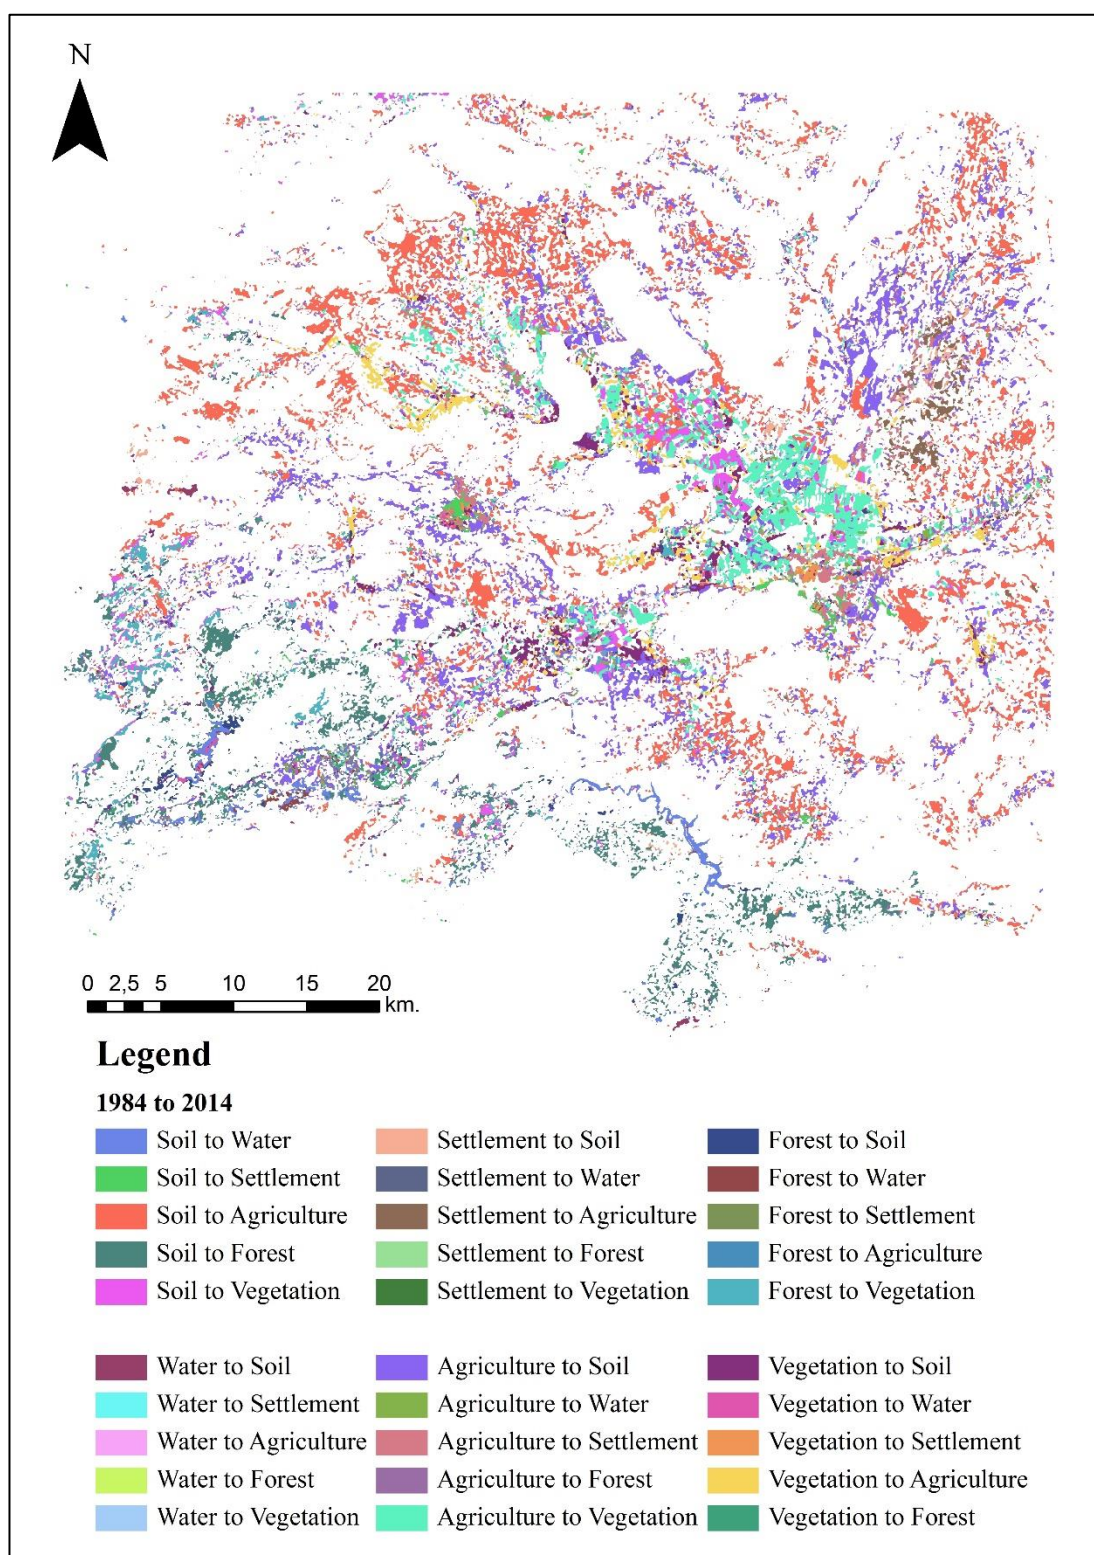 N
0 2,5 5 10 15 20
km.
Legend
1984 to 2014
Soil to Water
Soil to Settlement
Soil to Agriculture
Soil to Forest
Soil to Vegetation
Settlement to Soil
Settlement to Water
Settlement to Agriculture
Settlement to Forest
Settlement to Vegetation
Forest to Soil
Forest to Water
Forest to Settlement
Forest to Agriculture
Forest to Vegetation
Water to Soil
Water to Settlement
Water to Agriculture
Water to Forest
Water to Vegetation
Agriculture to Soil
Agriculture to Water
Agriculture to Settlement
Agriculture to Forest
Agriculture to Vegetation
Vegetation to Soil
Vegetation to Water
Vegetation to Settlement
Vegetation to Agriculture
Vegetation to Forest